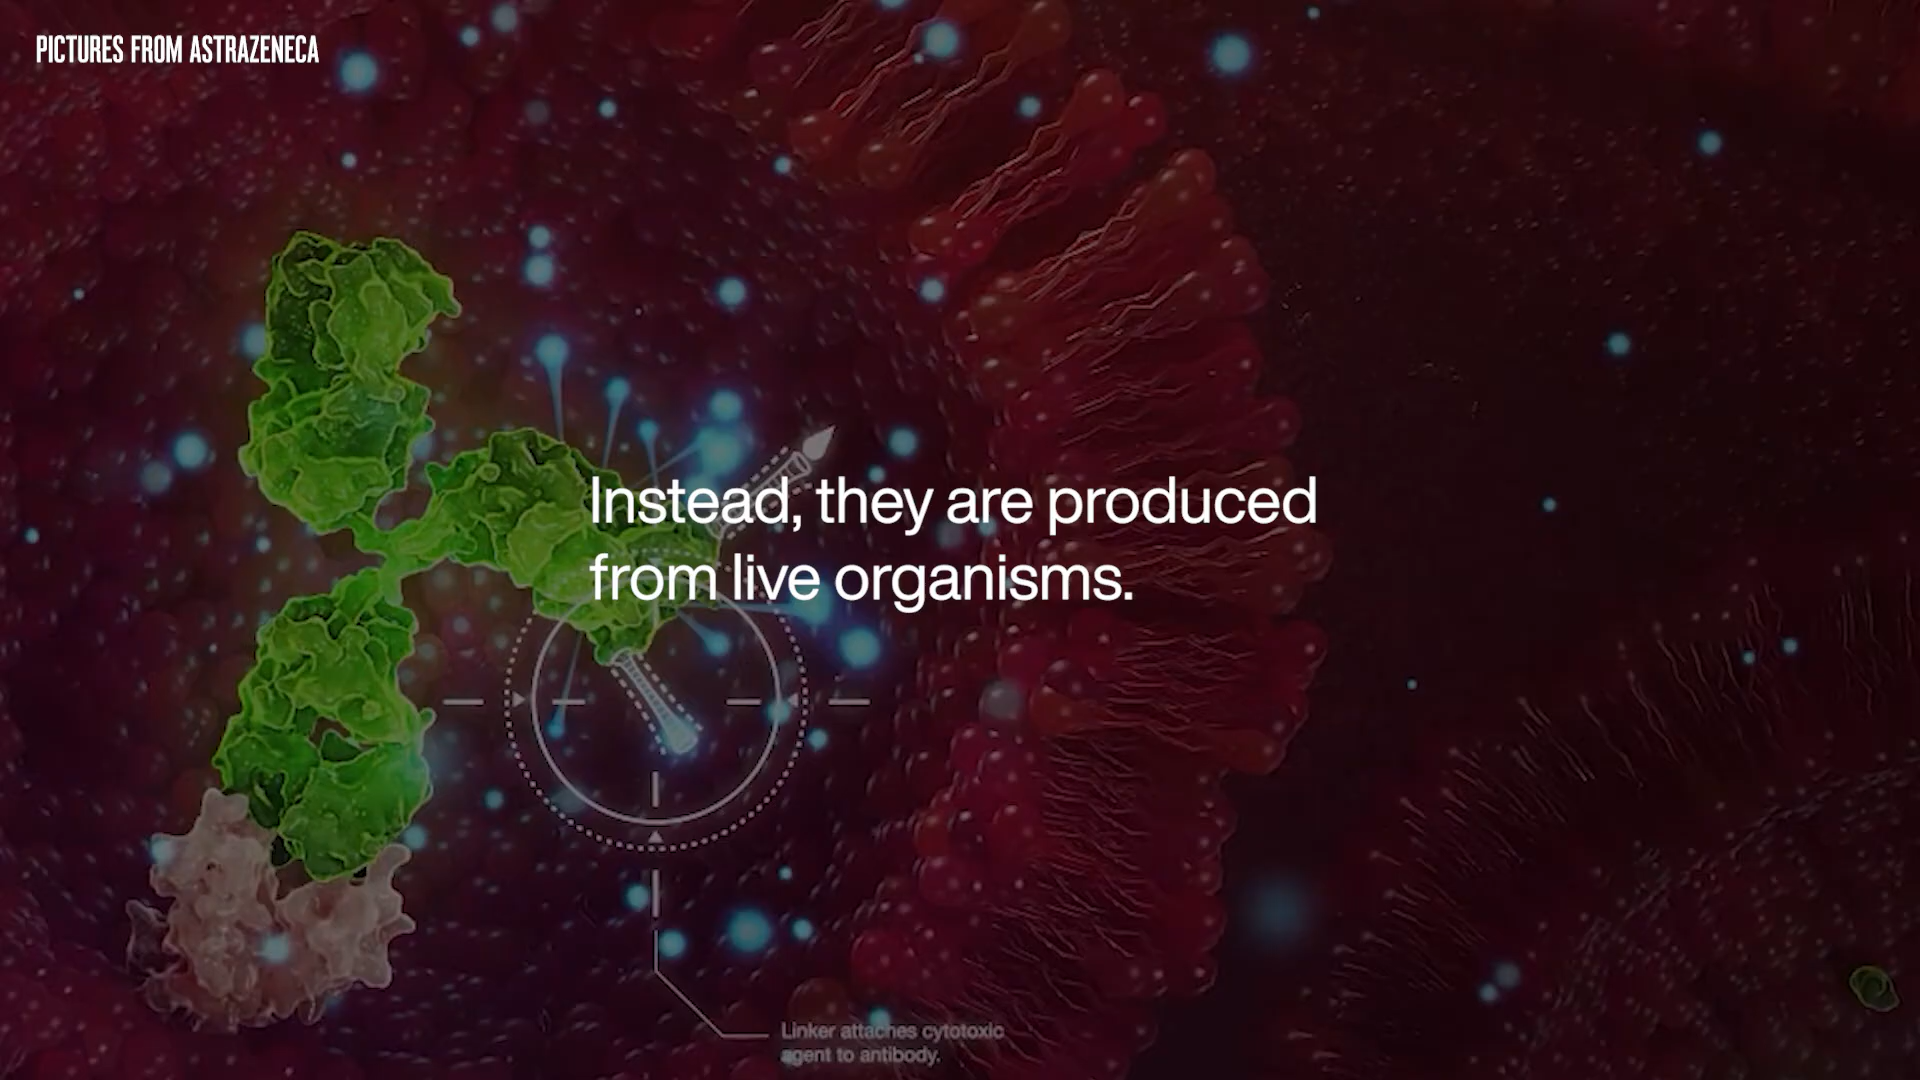 PICTURES FROM ASTRAZENECA
Instead, they are produced
from live organisms.
Linker attaches cytotoxic
agent to antibody.